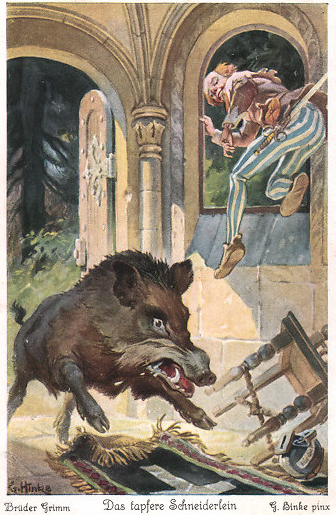 G. Hinke
Brüder Grimm Das tapfere Schneiderlein G. Hinke pinx